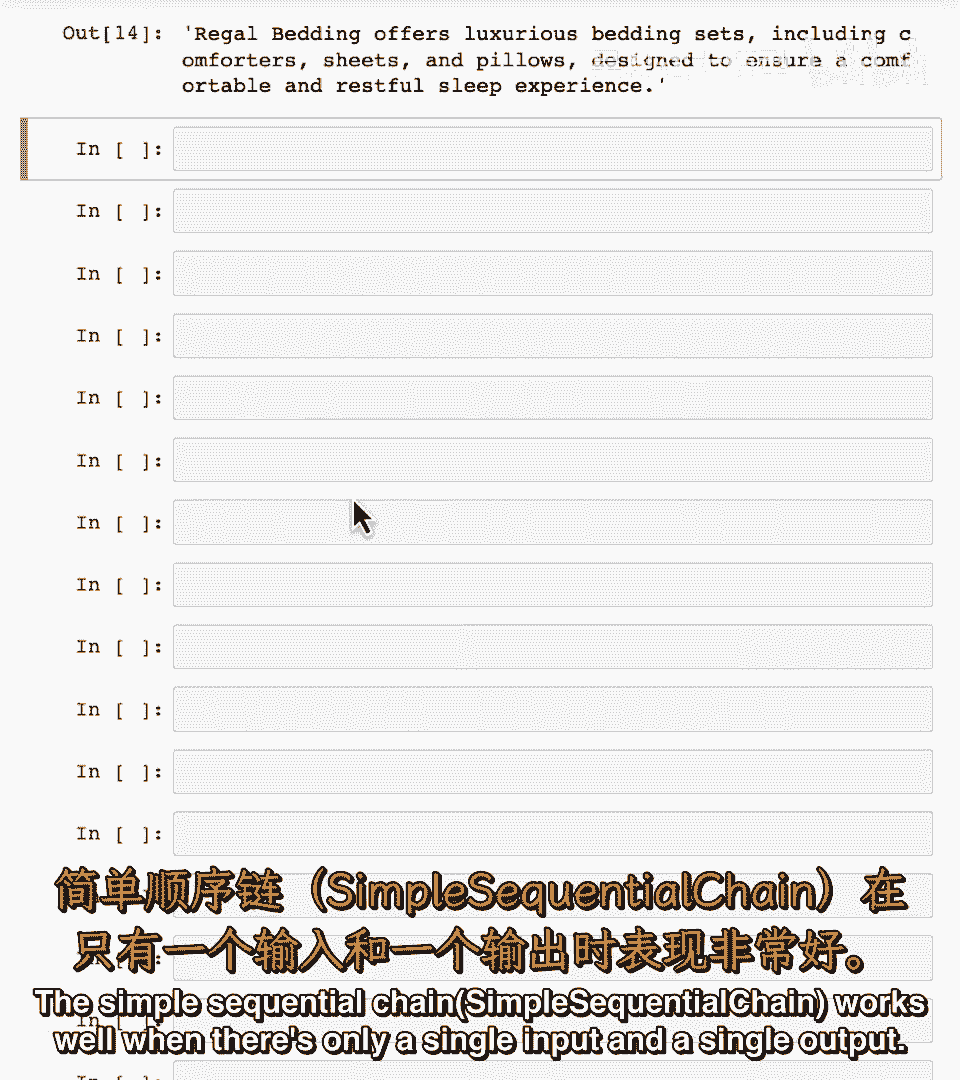 Out[14]: 'Regal Bedding offers luxurious bedding sets, including c
omforters, sheets, and pillows, designed to ensure a comf
ortable and restful sleep experience.'
In [ ]:
In [ ]:
In [ ]:
In [ ]:
In [ ]:
In [ ]:
In [ ]:
In [ ]:
In [ ]:
In [ ]:
In [ ]:
In [ ]:
简单顺序链（SimpleSequentialChain）在
只有一个输入和一个输出时表现非常好。
The simple sequential chain(SimpleSequentialChain) works
well when there's only a single input and a single output.